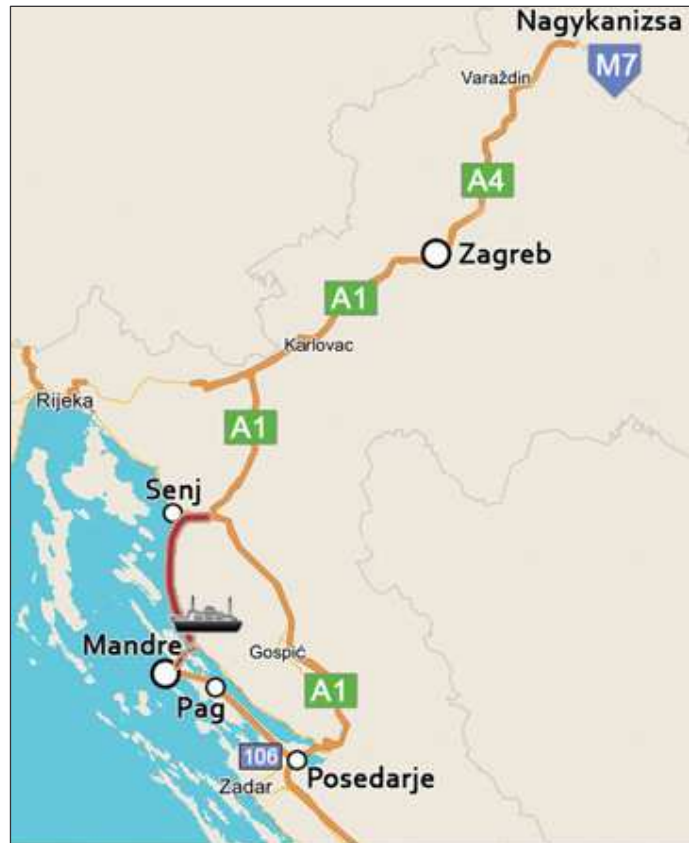 Nagykanizsa
M7
Varaždin
A4
Zagreb
A1
Karlovac
Rijeka
A1
Senj
Mandre
Gospić
A1
Pag
106
Posedarje
Zadar